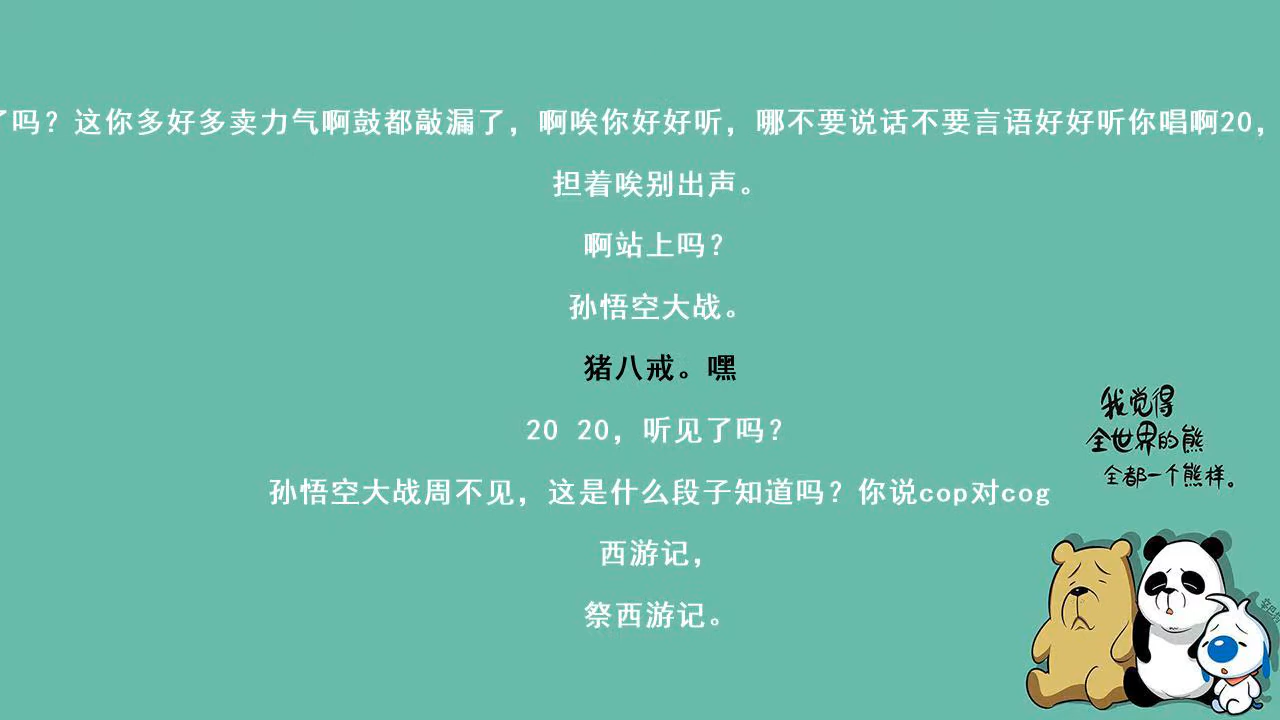 了吗？这你多好多卖力气啊鼓都敲漏了，啊唉你好好听，哪不要说话不要言语好好听你唱啊20，
担着唉别出声。
啊站上吗？
孙悟空大战。
猪八戒。嘿
20 20，听见了吗？
孙悟空大战周不见，这是什么段子知道吗？你说cop对cog
西游记，
祭西游记。
我觉得
全世界的熊
全都一个熊样。